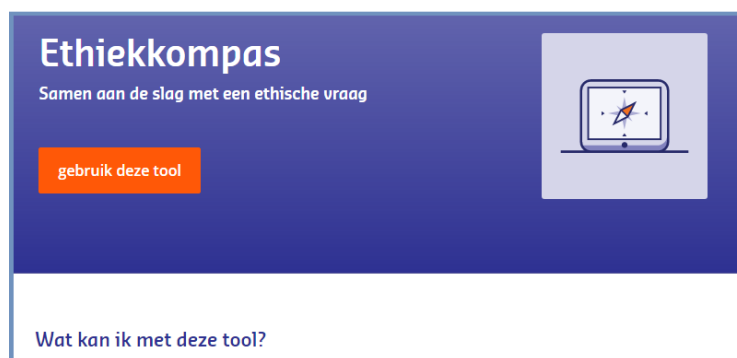 Ethiekkompas
Samen aan de slag met een ethische vraag
gebruik deze tool
Wat kan ik met deze tool?